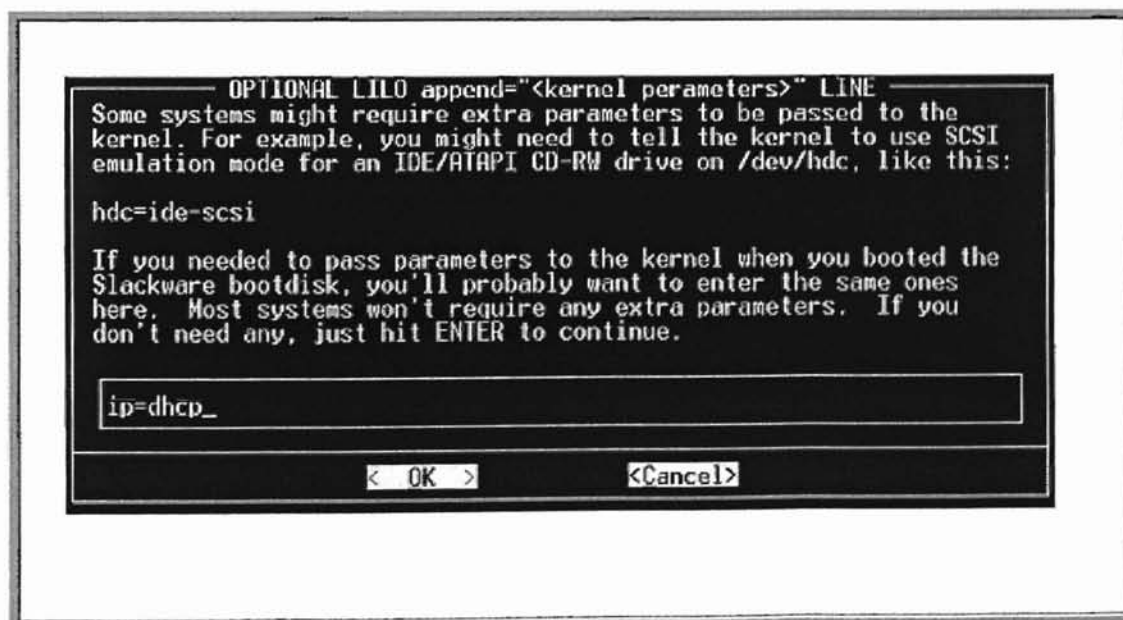 OPTIONAL LILO append="<kernel perameters>" LINE
Some systems might require extra parameters to be passed to the
kernel. For example, you might need to tell the kernel to use SCSI
emulation mode for an IDE/ATAPI CD-RW drive on /dev/hdc, like this:
hdc=ide-scsi
If you needed to pass parameters to the kernel when you booted the
Slackware bootdisk, you'll probably want to enter the same ones
here. Most systems won't require any extra parameters. If you
don't need any, just hit ENTER to continue.
ip=dhcp_
< OK > <Cancel>